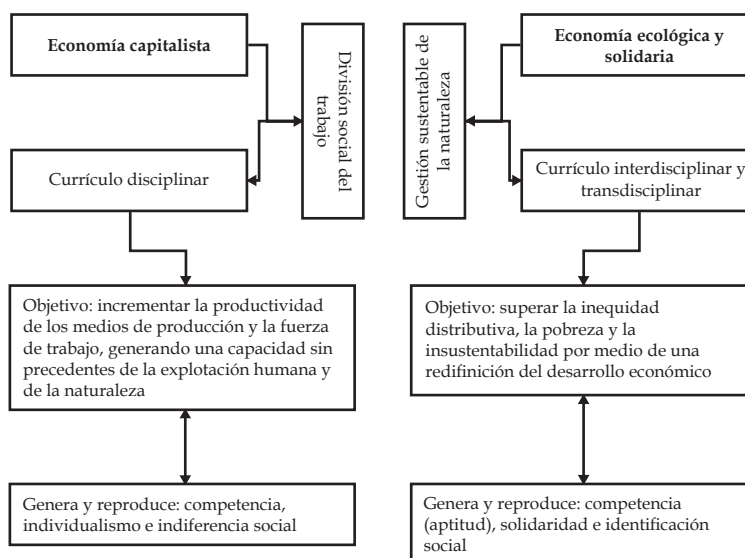 Economía capitalista
División social del
trabajo
Currículo disciplinar
Objetivo: incrementar la productividad
de los medios de producción y la fuerza
de trabajo, generando una capacidad sin
precedentes de la explotación humana y
de la naturaleza
Genera y reproduce: competencia,
individualismo e indiferencia social
Economía ecológica y
solidaria
Gestión sustentable de
la naturaleza
Currículo interdisciplinar y
transdisciplinar
Objetivo: superar la inequidad
distributiva, la pobreza y la
insustentabilidad por medio de una
redifinición del desarrollo económico
Genera y reproduce: competencia
(aptitud), solidaridad e identificación
social